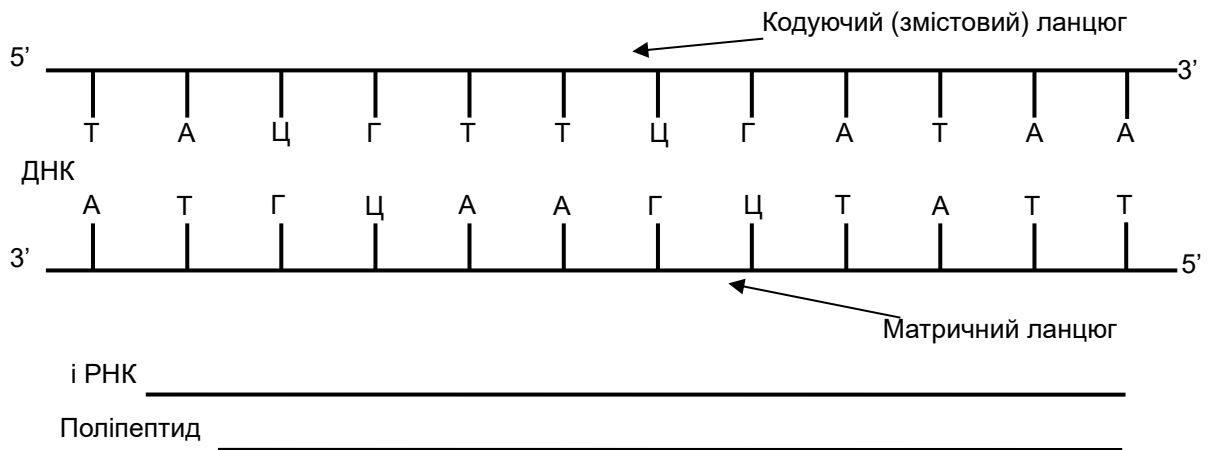 Кодуючий (змістовий) ланцюг
5’ 3’
Т А Ц Г Т Т Ц Г А Т А А
ДНК
А Т Г Ц А А Г Ц Т А Т Т
3’ 5’
Матричний ланцюг
і РНК
Поліпептид